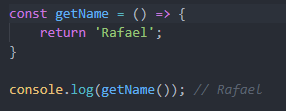 const getName = () => {
    return 'Rafael';
}
console.log(getName()); // Rafael